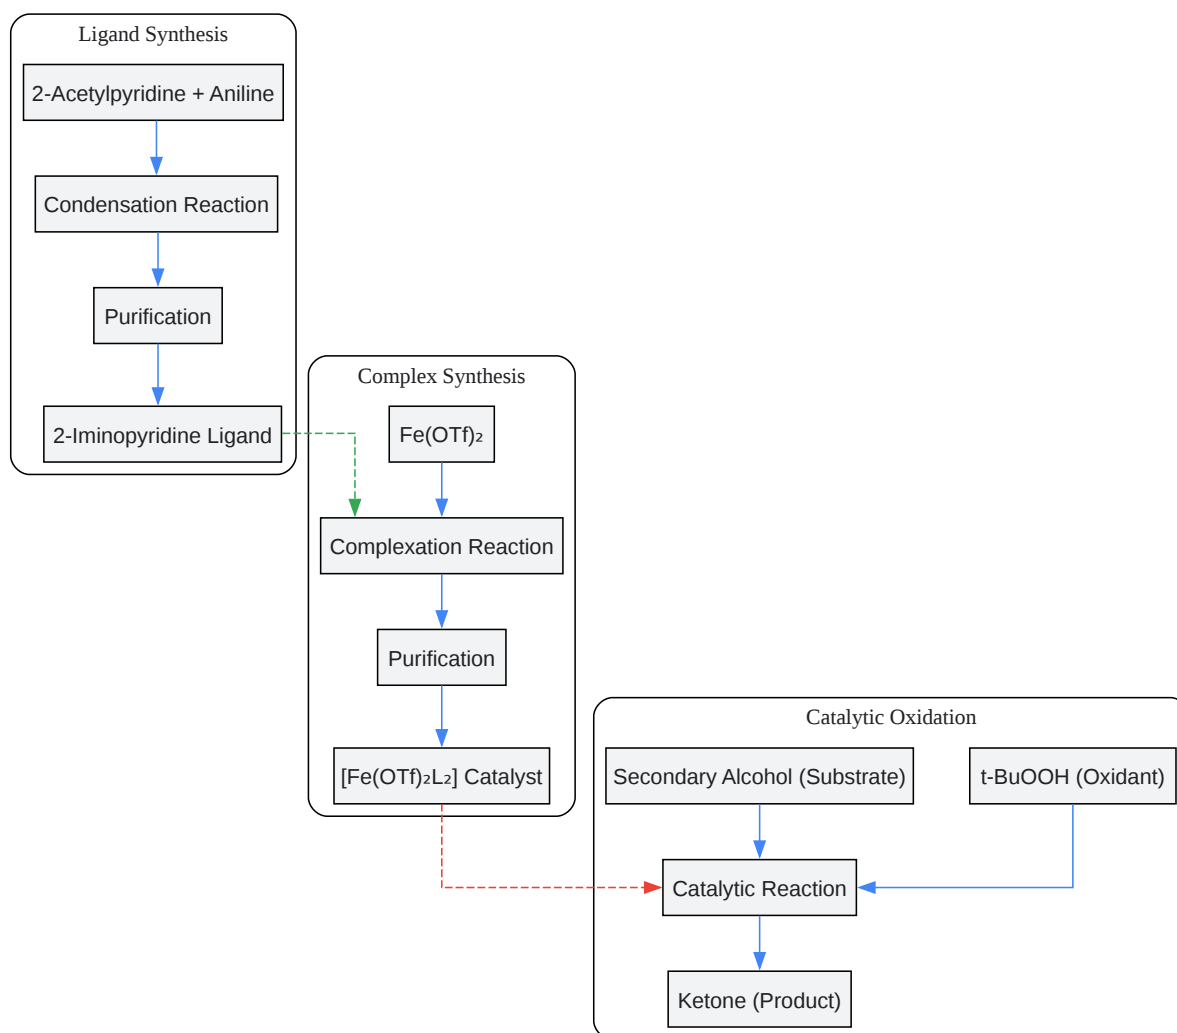 Ligand Synthesis
2-Acetylpyridine + Aniline
Condensation Reaction
Purification
2-Iminopyridine Ligand
Complex Synthesis
Fe(OTf)₂
Complexation Reaction
Purification
[Fe(OTf)₂L₂] Catalyst
Catalytic Oxidation
Secondary Alcohol (Substrate)
t-BuOOH (Oxidant)
Catalytic Reaction
Ketone (Product)